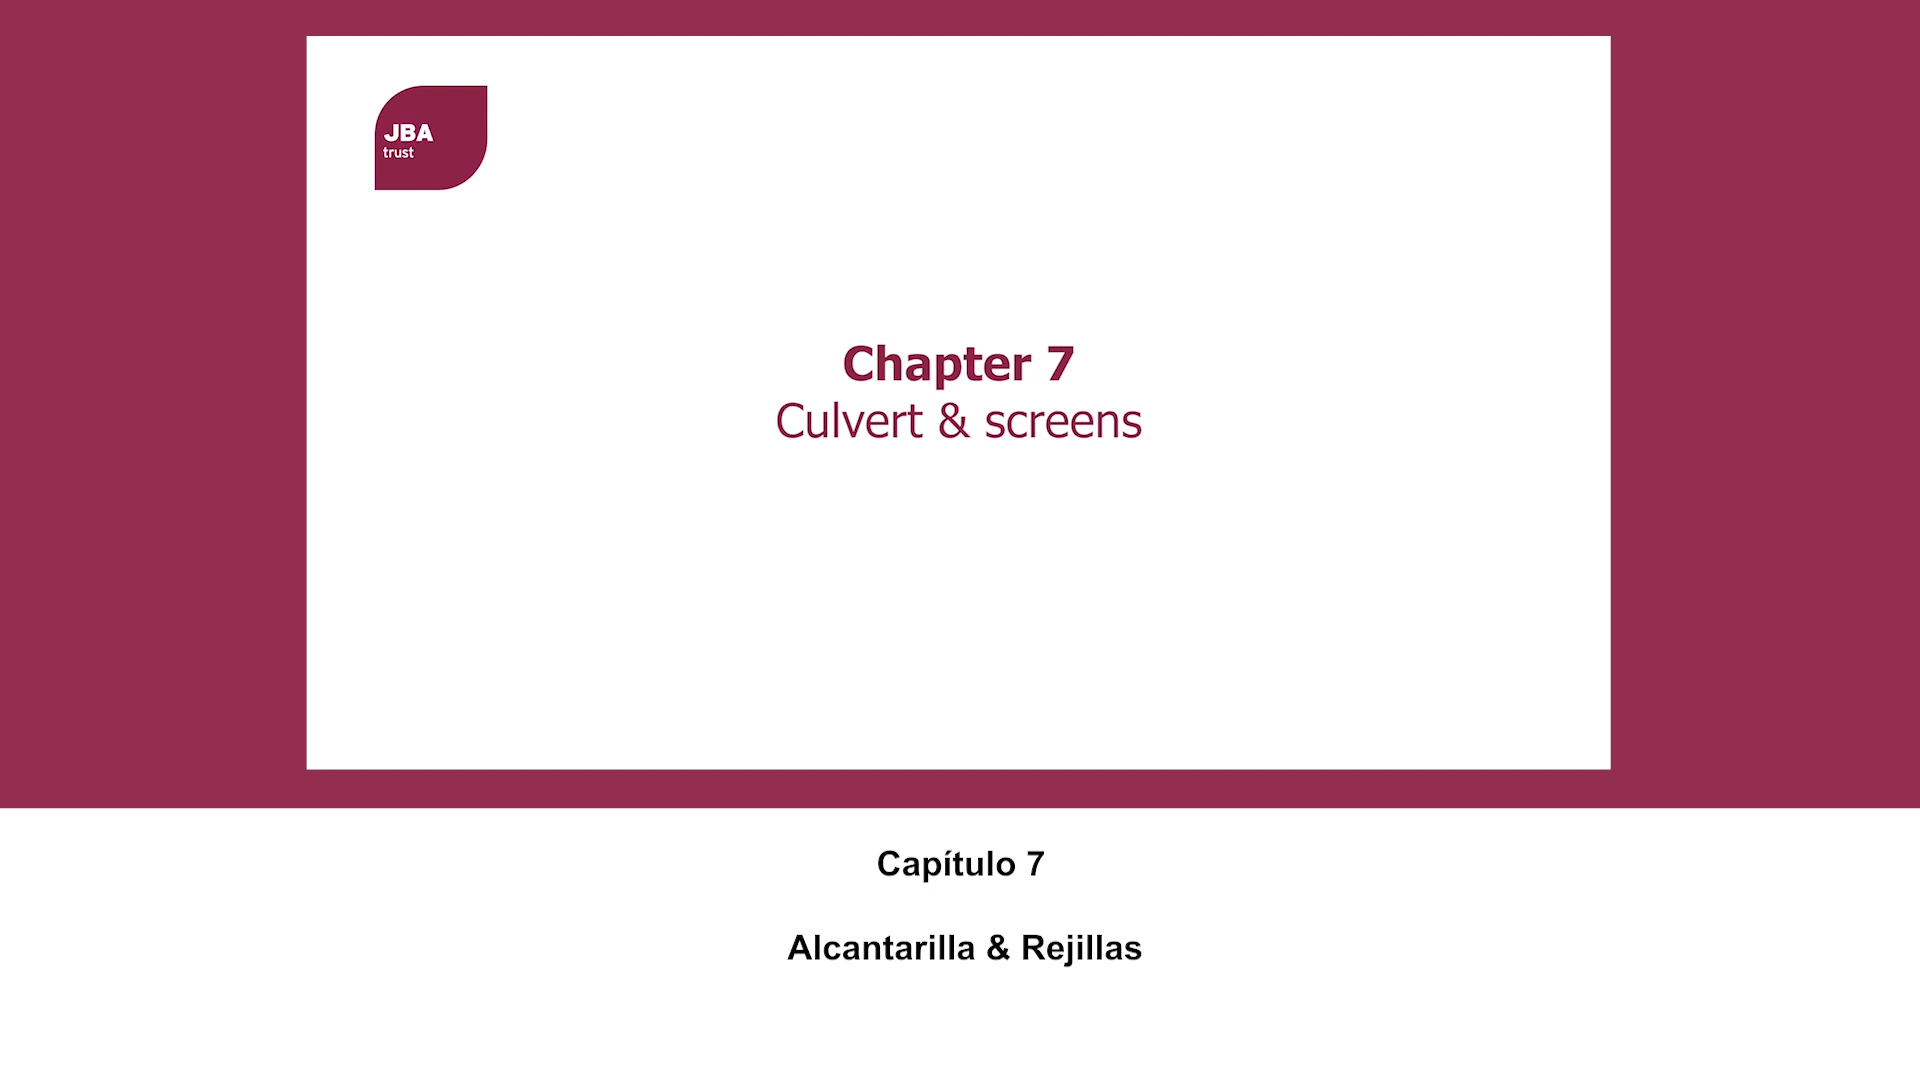 JBA
trust
Chapter 7
Culvert & screens
Capítulo 7
Alcantarilla & Rejillas